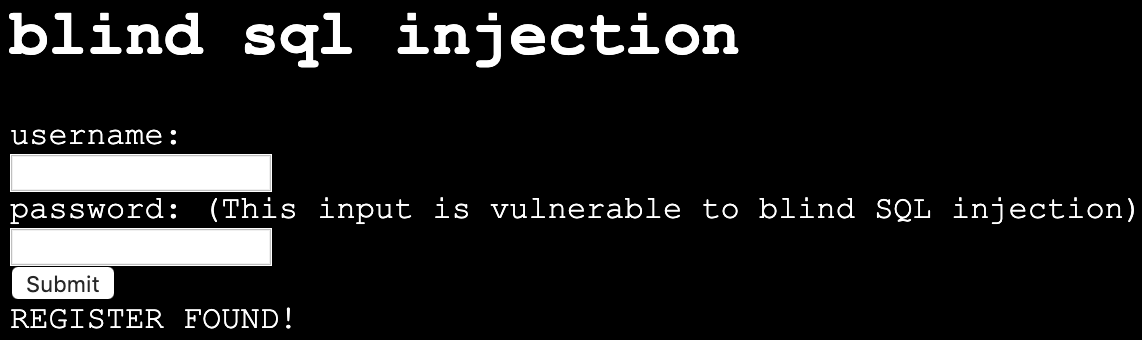 blind sql injection
username:
password: (This input is vulnerable to blind SQL injection)
Submit
REGISTER FOUND!